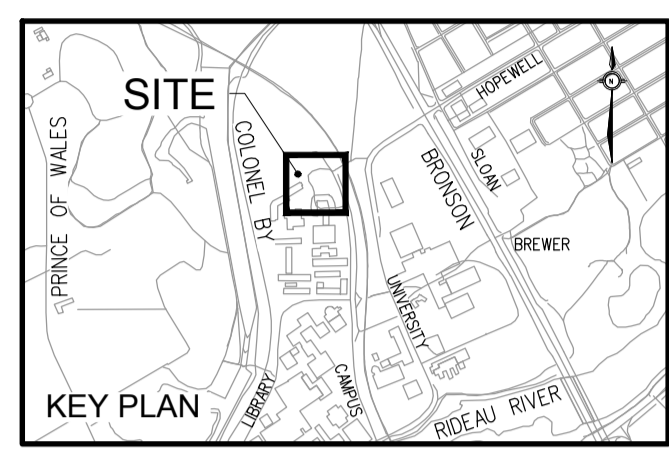 SITE
HOPEWELL
N
PRINCE OF WALES
COLONEL BY
BRONSON
SLOAN
BREWER
UNIVERSITY
LIBRARY
CAMPUS
KEY PLAN
RIDEAU RIVER